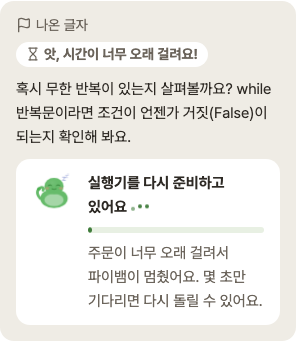 나온 글자
앗, 시간이 너무 오래 걸려요!
혹시 무한 반복이 있는지 살펴볼까요? while
반복문이라면 조건이 언젠가 거짓(False)이
되는지 확인해 봐요.
실행기를 다시 준비하고
있어요
주문이 너무 오래 걸려서
파이뱀이 멈췄어요. 몇 초만
기다리면 다시 돌릴 수 있어요.